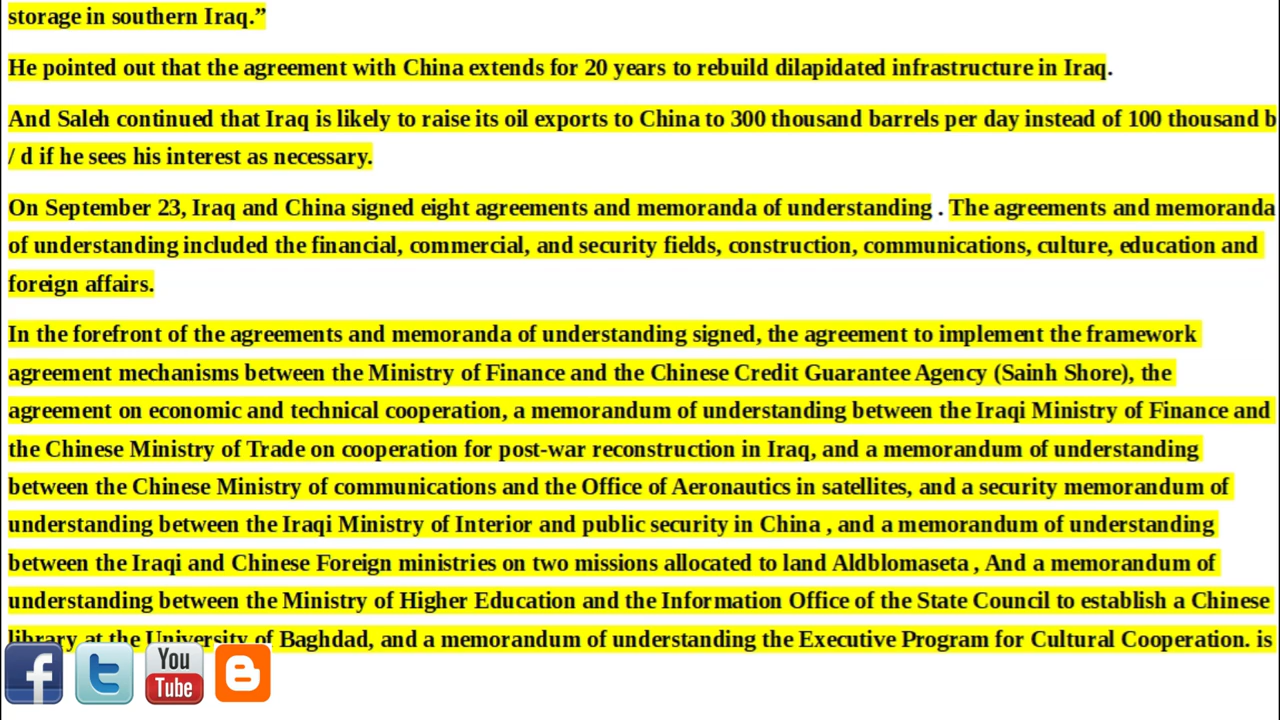 storage in southern Iraq.”
He pointed out that the agreement with China extends for 20 years to rebuild dilapidated infrastructure in Iraq.
And Saleh continued that Iraq is likely to raise its oil exports to China to 300 thousand barrels per day instead of 100 thousand b
/ d if he sees his interest as necessary.
On September 23, Iraq and China signed eight agreements and memoranda of understanding . The agreements and memoranda
of understanding included the financial, commercial, and security fields, construction, communications, culture, education and
foreign affairs.
In the forefront of the agreements and memoranda of understanding signed, the agreement to implement the framework
agreement mechanisms between the Ministry of Finance and the Chinese Credit Guarantee Agency (Sainh Shore), the
agreement on economic and technical cooperation, a memorandum of understanding between the Iraqi Ministry of Finance and
the Chinese Ministry of Trade on cooperation for post-war reconstruction in Iraq, and a memorandum of understanding
between the Chinese Ministry of communications and the Office of Aeronautics in satellites, and a security memorandum of
understanding between the Iraqi Ministry of Interior and public security in China , and a memorandum of understanding
between the Iraqi and Chinese Foreign ministries on two missions allocated to land Aldblomaseta , And a memorandum of
understanding between the Ministry of Higher Education and the Information Office of the State Council to establish a Chinese
library at the University of Baghdad, and a memorandum of understanding the Executive Program for Cultural Cooperation. is
You
Tube